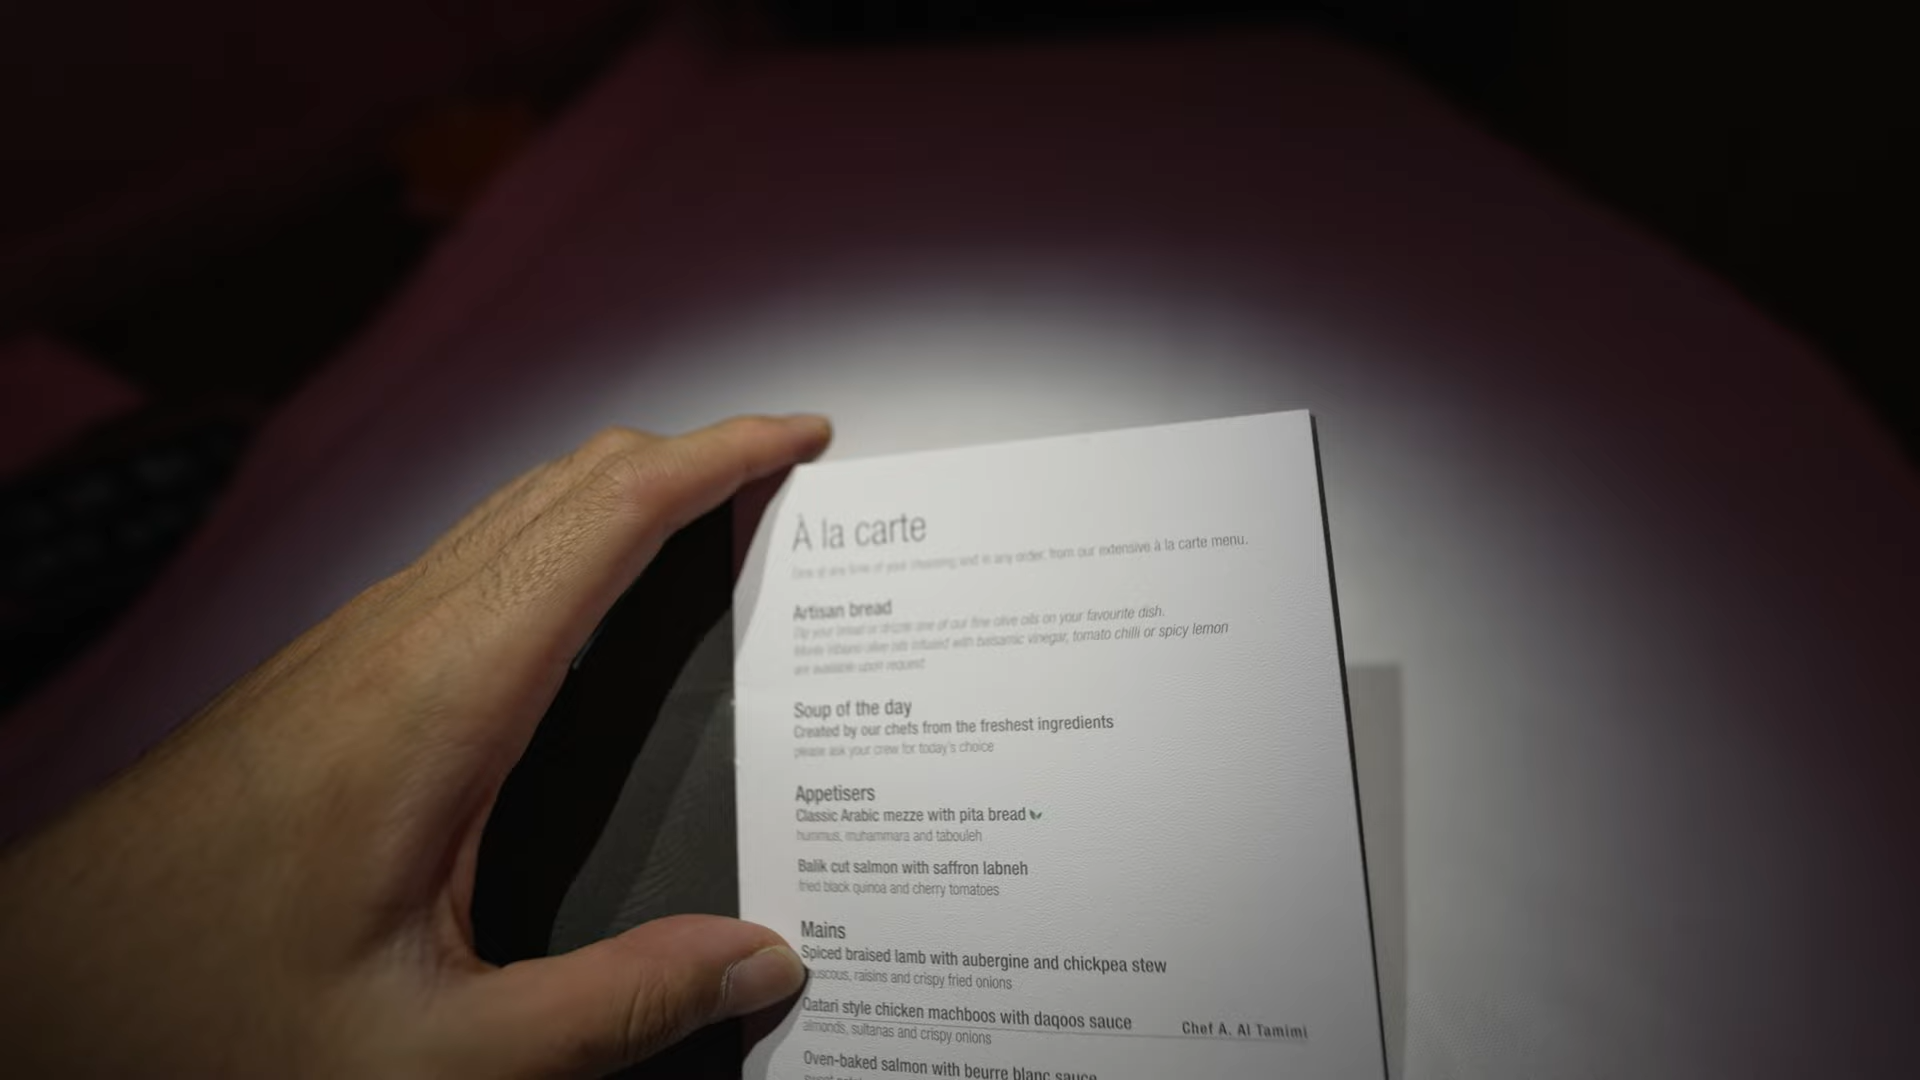 À la carte
Dine at any time of your choosing and in any order, from our extensive à la carte menu.
Artisan bread
Dip your bread or drizzle one of our fine olive oils on your favourite dish.
olive oils infused with balsamic vinegar, tomato chilli or spicy lemon
are available upon request
Soup of the day
Created by our chefs from the freshest ingredients
please ask your crew for today's choice
Appetisers
Classic Arabic mezze with pita bread
hummus, muhammara and tabouleh
Balik cut salmon with saffron labneh
fried black quinoa and cherry tomatoes
Mains
Spiced braised lamb with aubergine and chickpea stew
couscous, raisins and crispy fried onions
Qatari style chicken machboos with daqoos sauce
Chef A. Al Tamimi
almonds, sultanas and crispy onions
Oven-baked salmon with beurre blanc sauce